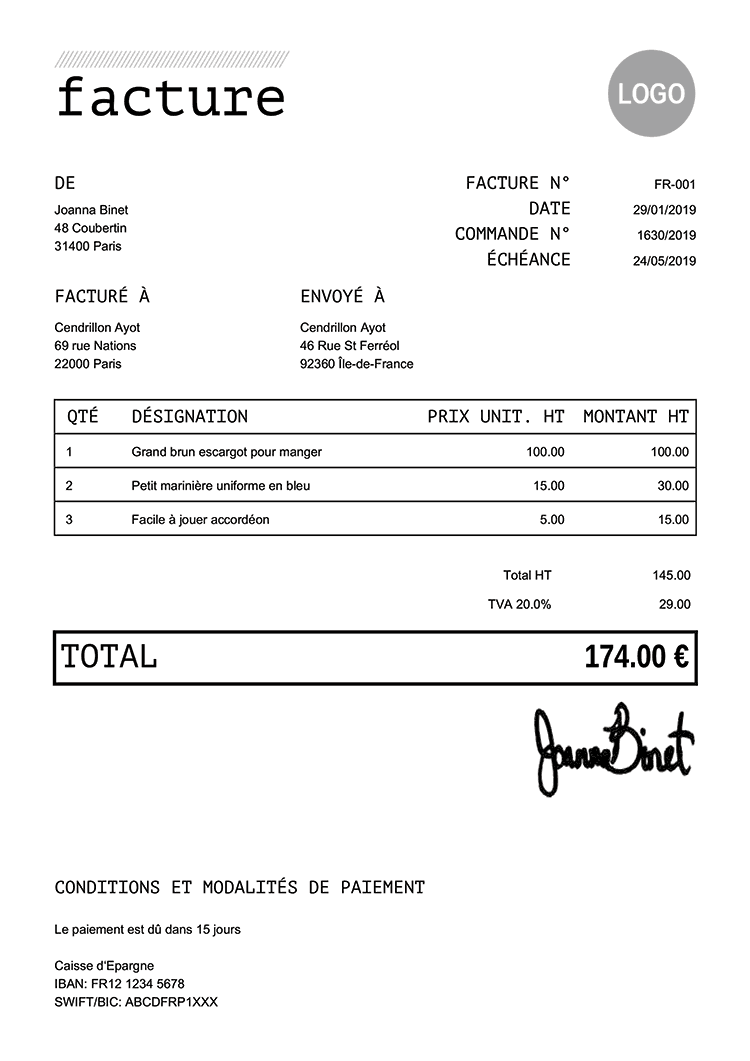 facture
LOGO
DE
Joanna Binet
48 Coubertin
31400 Paris
FACTURE N° FR-001
DATE 29/01/2019
COMMANDE N° 1630/2019
ÉCHÉANCE 24/05/2019
FACTURÉ À
Cendrillon Ayot
69 rue Nations
22000 Paris
ENVOYÉ À
Cendrillon Ayot
46 Rue St Ferréol
92360 Île-de-France
QTÉ DÉSIGNATION PRIX UNIT. HT MONTANT HT
1 Grand brun escargot pour manger 100.00 100.00
2 Petit marinière uniforme en bleu 15.00 30.00
3 Facile à jouer accordéon 5.00 15.00
Total HT 145.00
TVA 20.0% 29.00
TOTAL 174.00 €
Joanna Binet
CONDITIONS ET MODALITÉS DE PAIEMENT
Le paiement est dû dans 15 jours
Caisse d'Epargne
IBAN: FR12 1234 5678
SWIFT/BIC: ABCDFRP1XXX